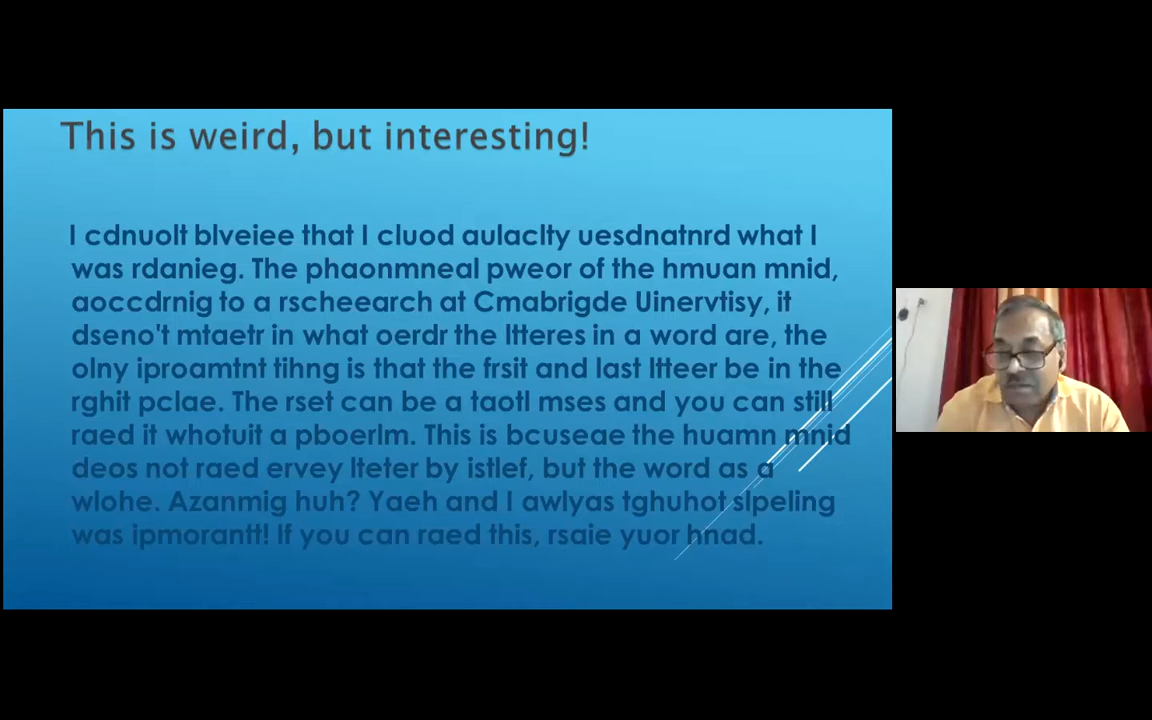 This is weird, but interesting!
I cdnuolt blveiee that I cluod aulaclty uesdnatnrd what I
was rdanieg. The phaonmneal pweor of the hmuan mnid,
aoccdrnig to a rscheearch at Cmabrigde Uinervtisy, it
dseno't mtaetr in what oerdr the ltteres in a word are, the
olny iproamtnt tihng is that the frsit and last ltteer be in the
rghit pclae. The rset can be a taotl mses and you can still
raed it whotuit a pboerlm. This is bcuseae the huamn mnid
deos not raed ervey lteter by istlef, but the word as a
wlohe. Azanmig huh? Yaeh and I awlyas tghuhot slpeling
was ipmorantt! If you can raed this, rsaie yuor hnad.